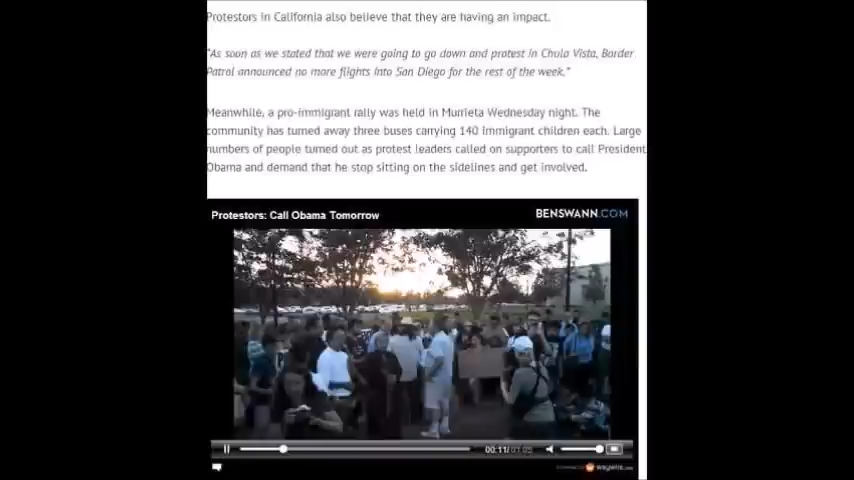 Protestors in California also believe that they are having an impact.
"As soon as we stated that we were going to go down and protest in Chula Vista, Border
Patrol announced no more flights into San Diego for the rest of the week."
Meanwhile, a pro-immigrant rally was held in Murrieta Wednesday night. The
community has turned away three buses carrying 140 immigrant children each. Large
numbers of people turned out as protest leaders called on supporters to call President
Obama and demand that he stop sitting on the sidelines and get involved.
Protestors: Call Obama Tomorrow
BENSWANN.COM
00:11/01:05